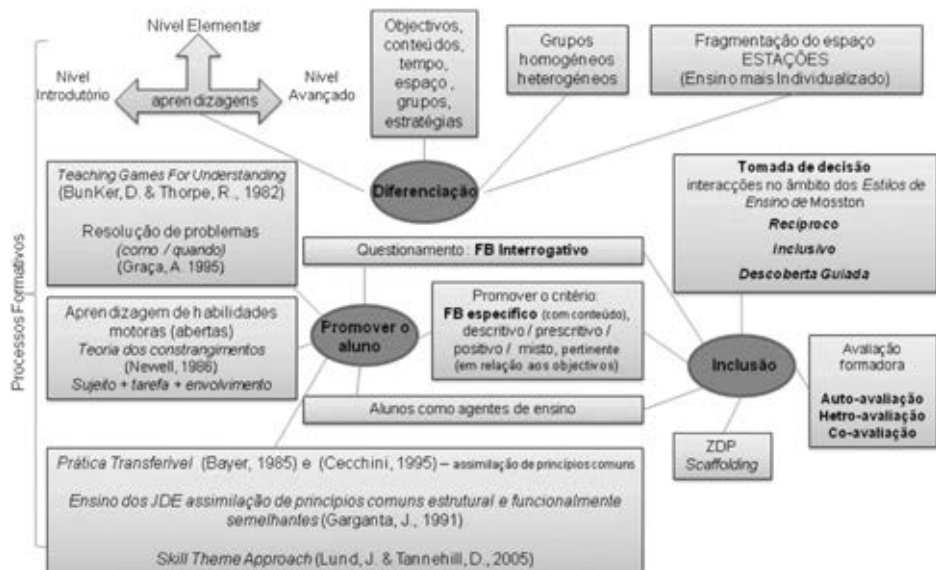 Processos Formativos
Nível Elementar
Nível
Introdutório
aprendizagens
Nível
Avançado
Objectivos,
conteúdos,
tempo,
espaço,
grupos,
estratégias
Grupos
homogéneos
heterogéneos
Fragmentação do espaço
ESTAÇÕES
(Ensino mais Individualizado)
Diferenciação
Teaching Games For Understanding
(BunKer, D. & Thorpe, R., 1982)
Resolução de problemas
(como / quando)
(Graça, A. 1995)
Tomada de decisão
interacções no âmbito dos Estilos de
Ensino de Mosston
Recíproco
Inclusivo
Descoberta Guiada
Questionamento : FB Interrogativo
Aprendizagem de habilidades
motoras (abertas)
Teoria dos constrangimentos
(Newell, 1986)
Sujeito + tarefa + envolvimento
Promover o
aluno
Promover o critério:
FB específico (com conteúdo),
descritivo / prescritivo /
positivo / misto, pertinente
(em relação aos objectivos)
Inclusão
Avaliação
formadora
Auto-avaliação
Hetro-avaliação
Co-avaliação
Alunos como agentes de ensino
ZDP
Scaffolding
Prática Transferível (Bayer, 1985) e (Cecchini, 1995) – assimilação de princípios comuns
Ensino dos JDE assimilação de princípios comuns estrutural e funcionalmente
semelhantes (Garganta, J., 1991)
Skill Theme Approach (Lund, J. & Tannehill, D., 2005)